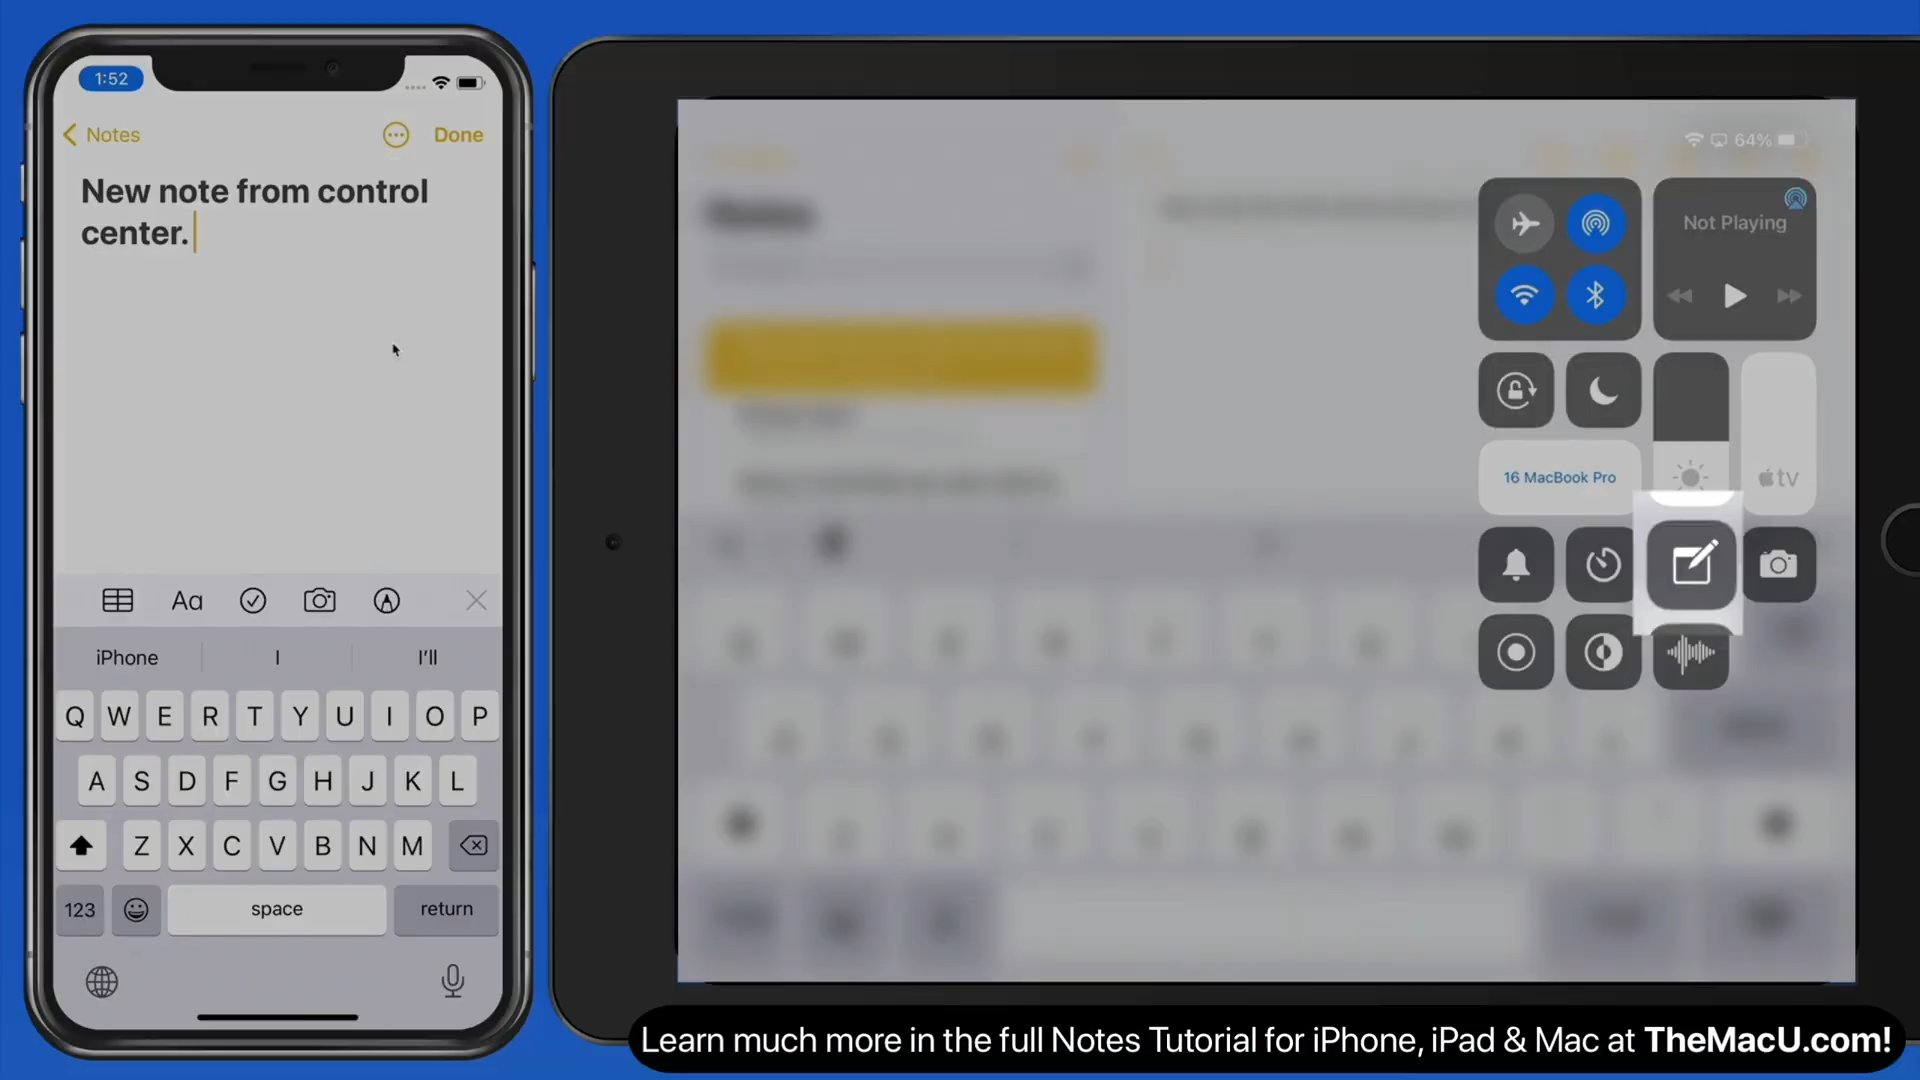 1:52
Notes
Done
New note from control
center.
Aa
iPhone
I
I'll
Q W E R T Y U I O P
A S D F G H J K L
Z X C V B N M
123
space
return
64%
Not Playing
16 MacBook Pro
tv
Notes
Learn much more in the full Notes Tutorial for iPhone, iPad & Mac at TheMacU.com!